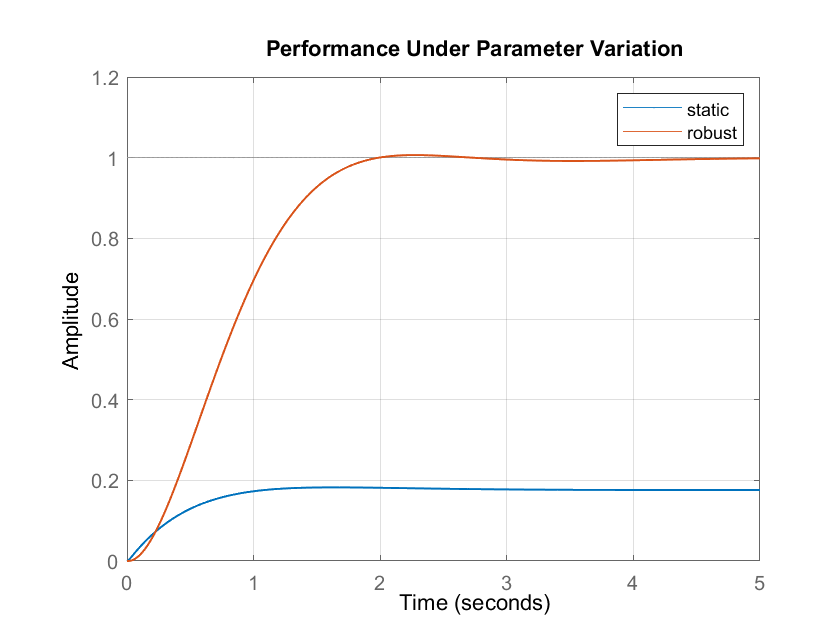 Performance Under Parameter Variation
static
robust
1.2
1
0.8
0.6
0.4
0.2
0
Amplitude
0 1 2 3 4 5
Time (seconds)